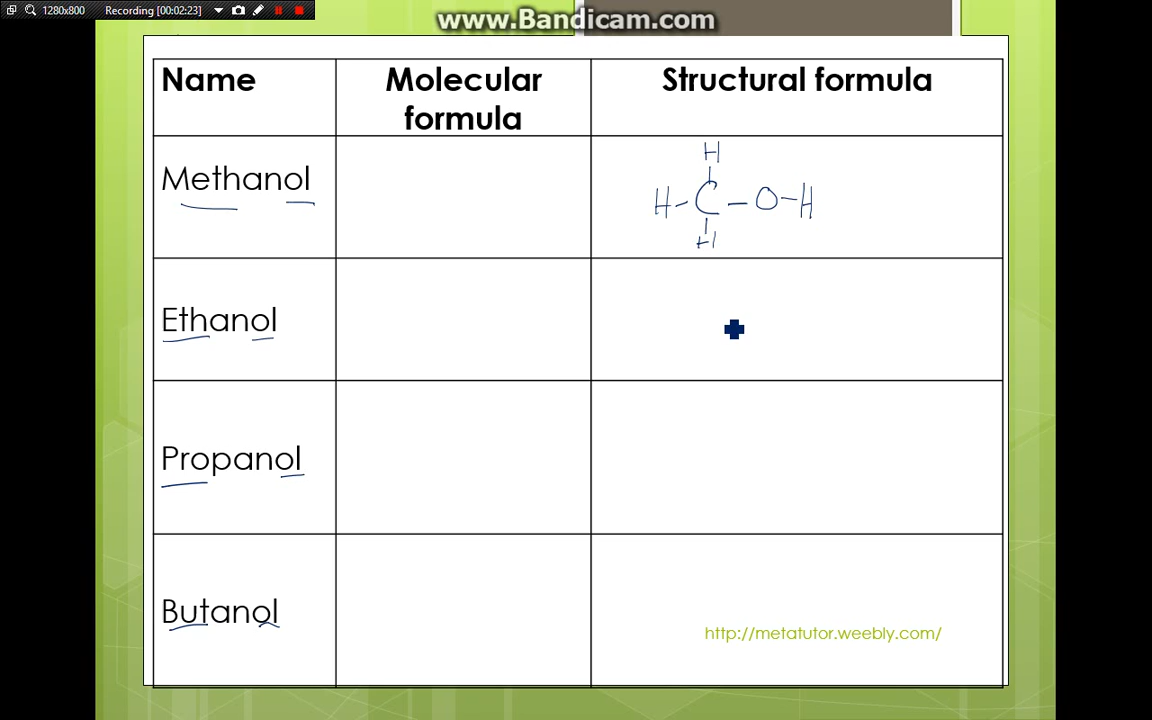 1280x800
Recording [00:02:23]
www.Bandicam.com
Name
Molecular
formula
Structural formula
Methanol
H
H-C-O-H
H
Ethanol
Propanol
Butanol
http://metatutor.weebly.com/